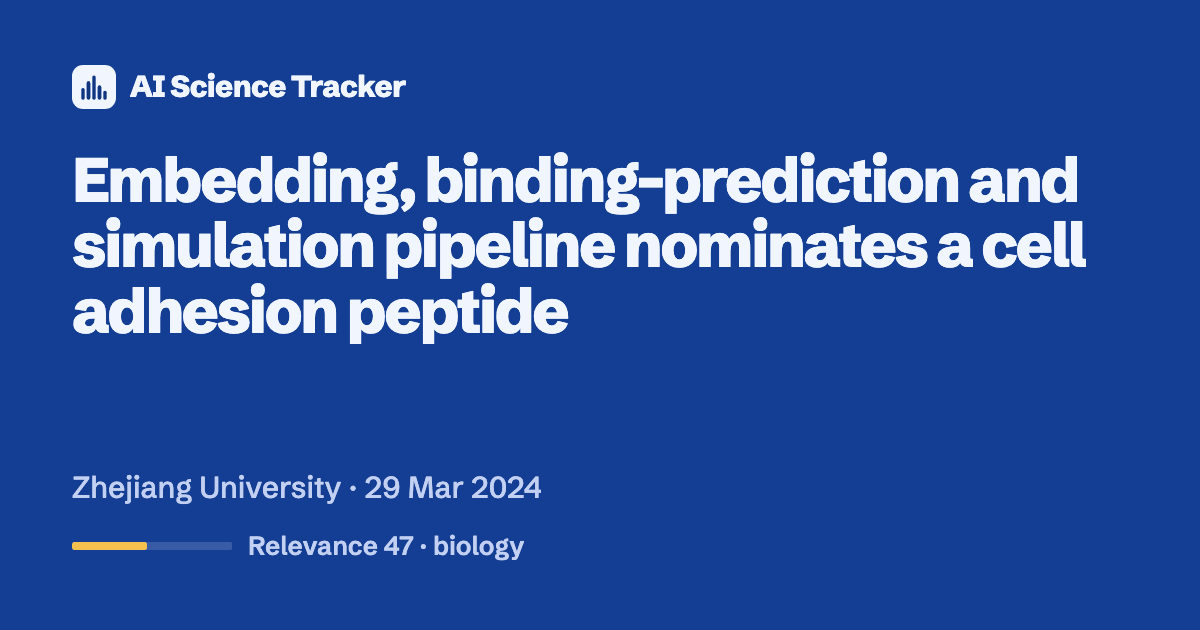 AI Science Tracker
Embedding, binding-prediction and
simulation pipeline nominates a cell
adhesion peptide
Zhejiang University · 29 Mar 2024
Relevance 47 · biology